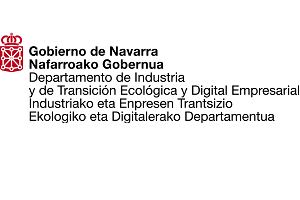 Gobierno de Navarra
Nafarroako Gobernua
Departamento de Industria
y de Transición Ecológica y Digital Empresarial
Industriako eta Enpresen Trantsizio
Ekologiko eta Digitalerako Departamentua